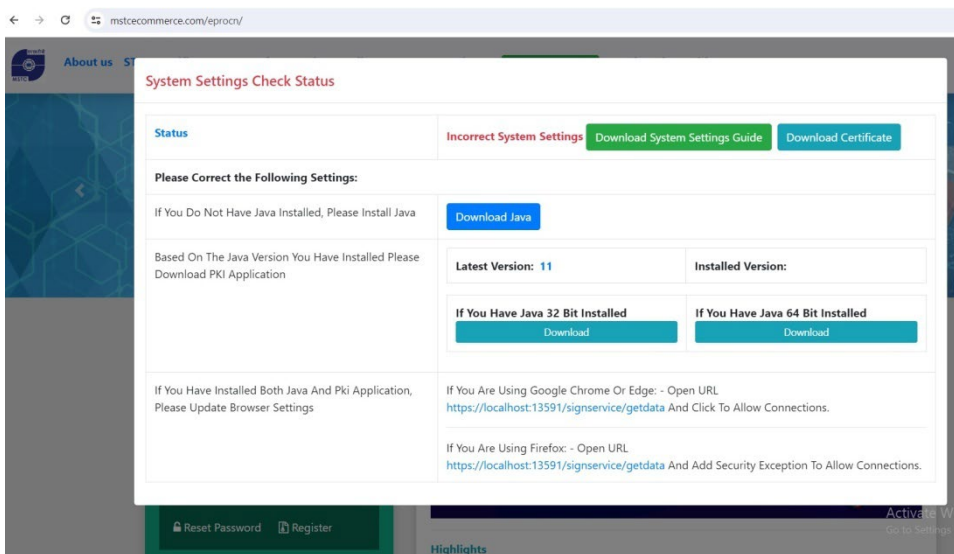 mstcecommerce.com/eprocn/
MSTC
About us
System Settings Check Status
Status
Incorrect System Settings
Download System Settings Guide
Download Certificate
Please Correct the Following Settings:
If You Do Not Have Java Installed, Please Install Java
Download Java
Based On The Java Version You Have Installed Please
Download PKI Application
Latest Version: 11
Installed Version:
If You Have Java 32 Bit Installed
Download
If You Have Java 64 Bit Installed
Download
If You Have Installed Both Java And Pki Application,
Please Update Browser Settings
If You Are Using Google Chrome Or Edge: - Open URL
https://localhost:13591/signservice/getdata And Click To Allow Connections.
If You Are Using Firefox: - Open URL
https://localhost:13591/signservice/getdata And Add Security Exception To Allow Connections.
Reset Password
Register
Highlights
Activate W
Go to Settings